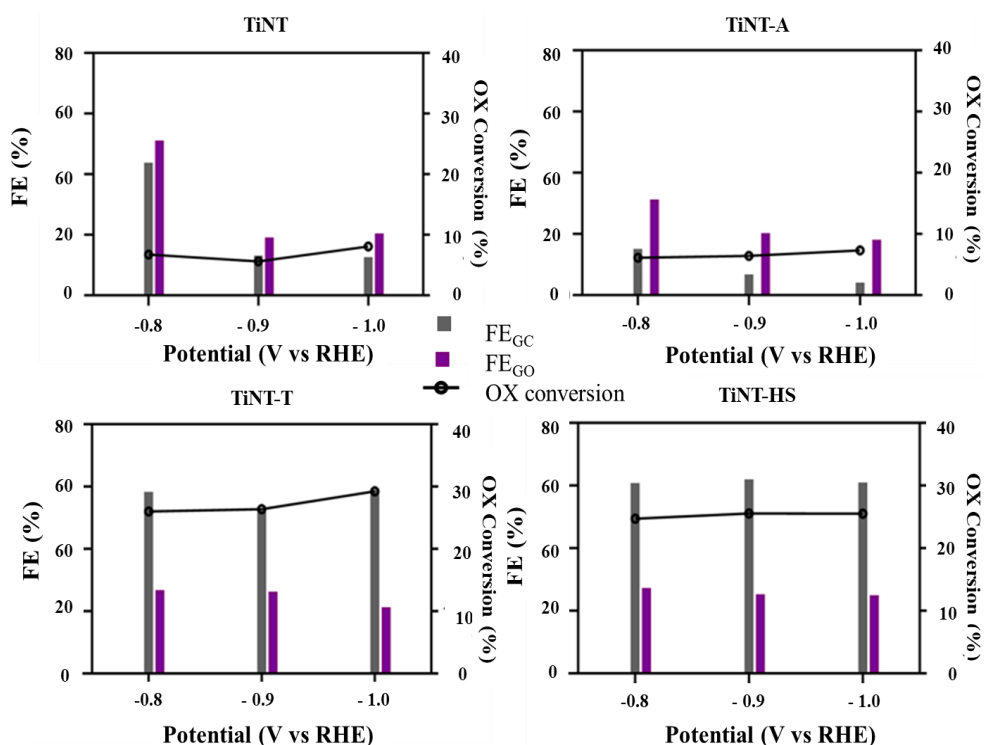 TiNT
80
60
60
20
0
FE (%)
40
30
20
10
0
OX Conversion (%)
-0.8
- 0.9
- 1.0
Potential (V vs RHE)
TiNT-A
80
60
60
20
0
FE (%)
40
30
20
10
0
OX Conversion (%)
-0.8
- 0.9
- 1.0
Potential (V vs RHE)
FEGC
FEGO
OX conversion
TiNT-T
80
60
60
20
0
FE (%)
40
30
20
10
0
OX Conversion (%)
-0.8
- 0.9
- 1.0
Potential (V vs RHE)
TiNT-HS
80
60
60
20
0
FE (%)
40
30
20
10
0
OX Conversion (%)
-0.8
- 0.9
- 1.0
Potential (V vs RHE)